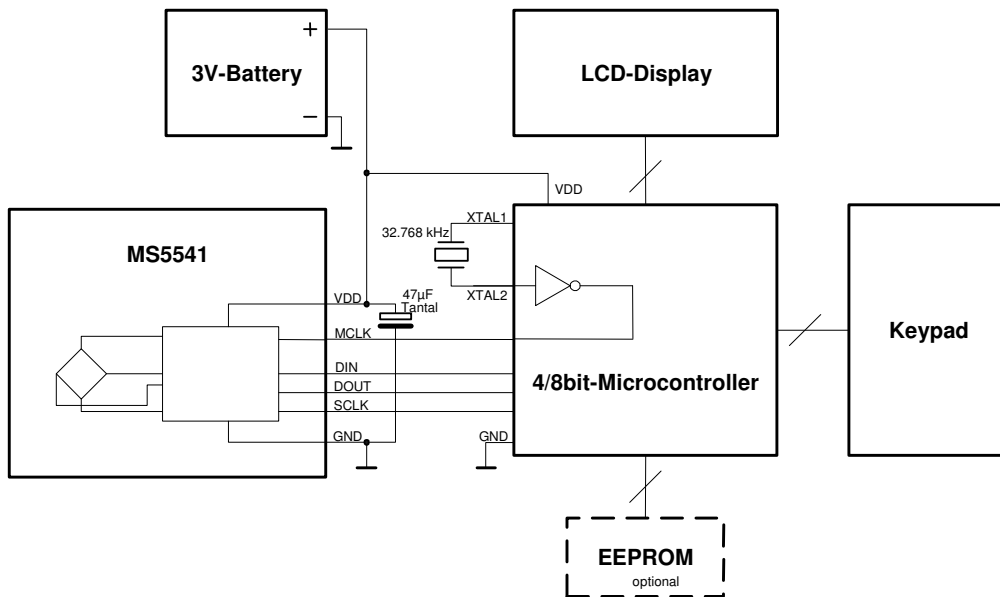 +
3V-Battery
−
LCD-Display
VDD
MS5541
32.768 kHz
XTAL1
XTAL2
VDD
47µF
Tantal
MCLK
DIN
DOUT
SCLK
GND
4/8bit-Microcontroller
GND
Keypad
EEPROM
optional